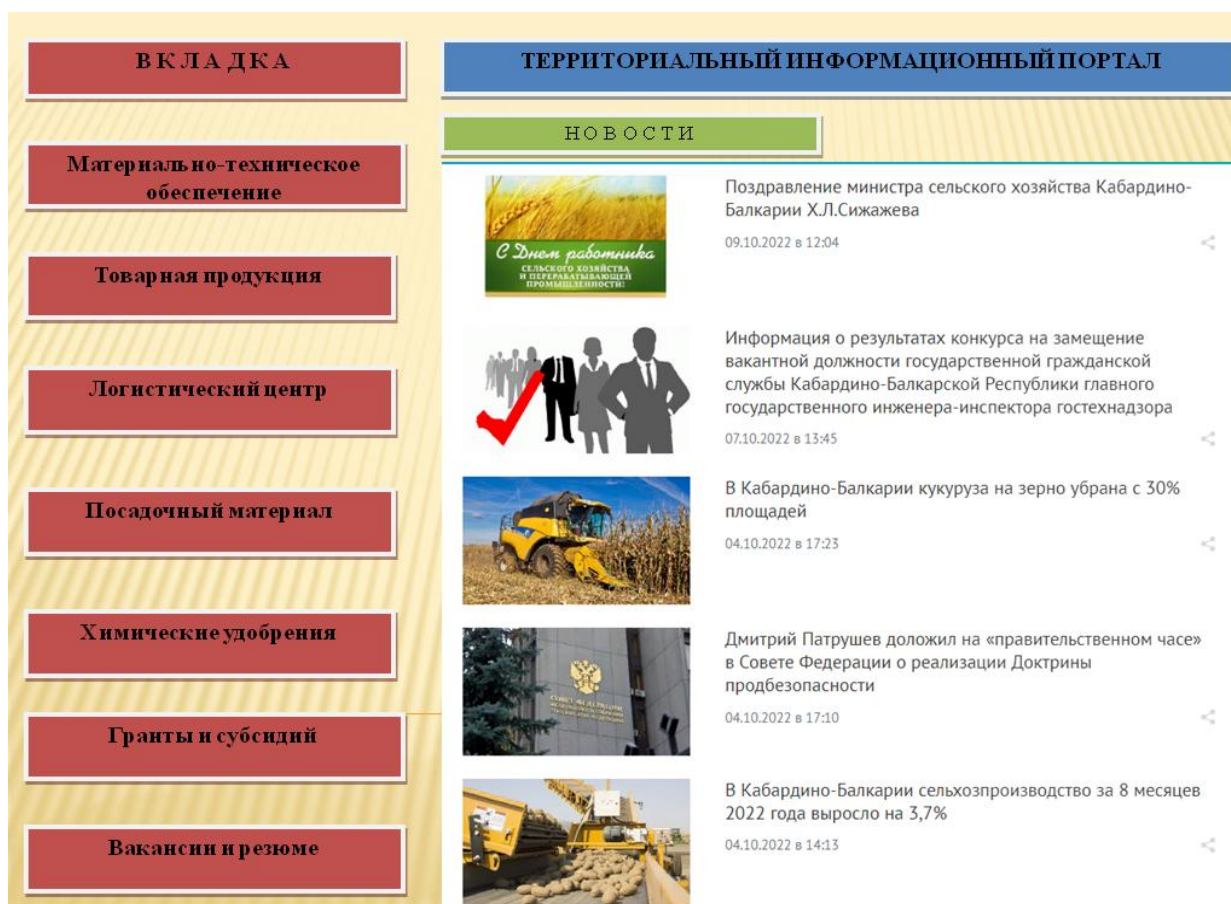 ВКЛАДКА
Материально-техническое
обеспечение
Товарная продукция
Логистический центр
Посадочный материал
Химические удобрения
Гранты и субсидий
Вакансии и резюме
ТЕРРИТОРИАЛЬНЫЙ ИНФОРМАЦИОННЫЙ ПОРТАЛ
НОВОСТИ
С Днем работника
СЕЛЬСКОГО ХОЗЯЙСТВА
И ПЕРЕРАБАТЫВАЮЩЕЙ
ПРОМЫШЛЕННОСТИ!
Поздравление министра сельского хозяйства Кабардино-
Балкарии Х.Л.Сижажева
09.10.2022 в 12:04
Информация о результатах конкурса на замещение
вакантной должности государственной гражданской
службы Кабардино-Балкарской Республики главного
государственного инженера-инспектора гостехнадзора
07.10.2022 в 13:45
В Кабардино-Балкарии кукуруза на зерно убрана с 30%
площадей
04.10.2022 в 17:23
СОВЕТ ФЕДЕРАЦИИ
Дмитрий Патрушев доложил на «правительственном часе»
в Совете Федерации о реализации Доктрины
продбезопасности
04.10.2022 в 17:10
В Кабардино-Балкарии сельхозпроизводство за 8 месяцев
2022 года выросло на 3,7%
04.10.2022 в 14:13